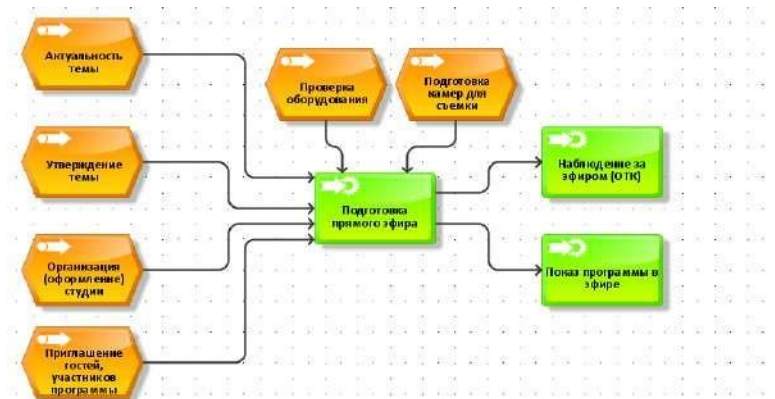 Актуальность
темы
Проверка
оборудования
Подготовка
камер для
съемки
Утверждение
темы
Наблюдение за
эфиром (ОТК)
Подготовка
прямого эфира
Организация
(оформление)
студии
Показ программы в
эфире
Приглашение
гостей,
участников
программы